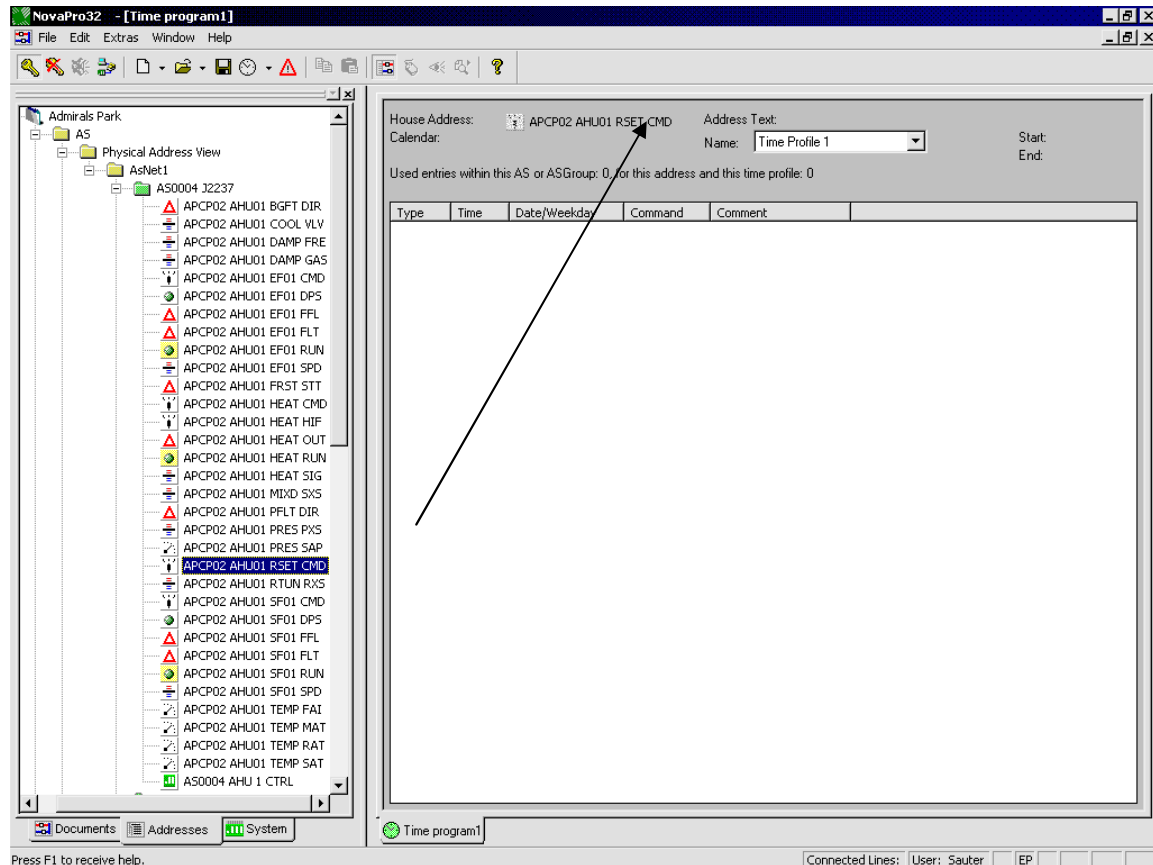 NovaPro32 - [Time program1]
File Edit Extras Window Help
Admirals Park
AS
Physical Address View
AsNet1
AS0004 J2237
APCP02 AHU01 BGFT DIR
APCP02 AHU01 COOL VLV
APCP02 AHU01 DAMP FRE
APCP02 AHU01 DAMP GAS
APCP02 AHU01 EF01 CMD
APCP02 AHU01 EF01 DPS
APCP02 AHU01 EF01 FFL
APCP02 AHU01 EF01 FLT
APCP02 AHU01 EF01 RUN
APCP02 AHU01 EF01 SPD
APCP02 AHU01 FRST STT
APCP02 AHU01 HEAT CMD
APCP02 AHU01 HEAT HIF
APCP02 AHU01 HEAT OUT
APCP02 AHU01 HEAT RUN
APCP02 AHU01 HEAT SIG
APCP02 AHU01 MIXD SXS
APCP02 AHU01 PFLT DIR
APCP02 AHU01 PRES PXS
APCP02 AHU01 PRES SAP
APCP02 AHU01 RSET CMD
APCP02 AHU01 RTUN RXS
APCP02 AHU01 SF01 CMD
APCP02 AHU01 SF01 DPS
APCP02 AHU01 SF01 FFL
APCP02 AHU01 SF01 FLT
APCP02 AHU01 SF01 RUN
APCP02 AHU01 SF01 SPD
APCP02 AHU01 TEMP FAI
APCP02 AHU01 TEMP MAT
APCP02 AHU01 TEMP RAT
APCP02 AHU01 TEMP SAT
AS0004 AHU 1 CTRL
Documents Addresses System
House Address: APCP02 AHU01 RSET CMD Address Text:
Calendar: Name: Time Profile 1 Start:
End:
Used entries within this AS or ASGroup: 0, for this address and this time profile: 0
Type Time Date/Weekday Command Comment
Time program1
Press F1 to receive help. Connected Lines: User: Sauter EP